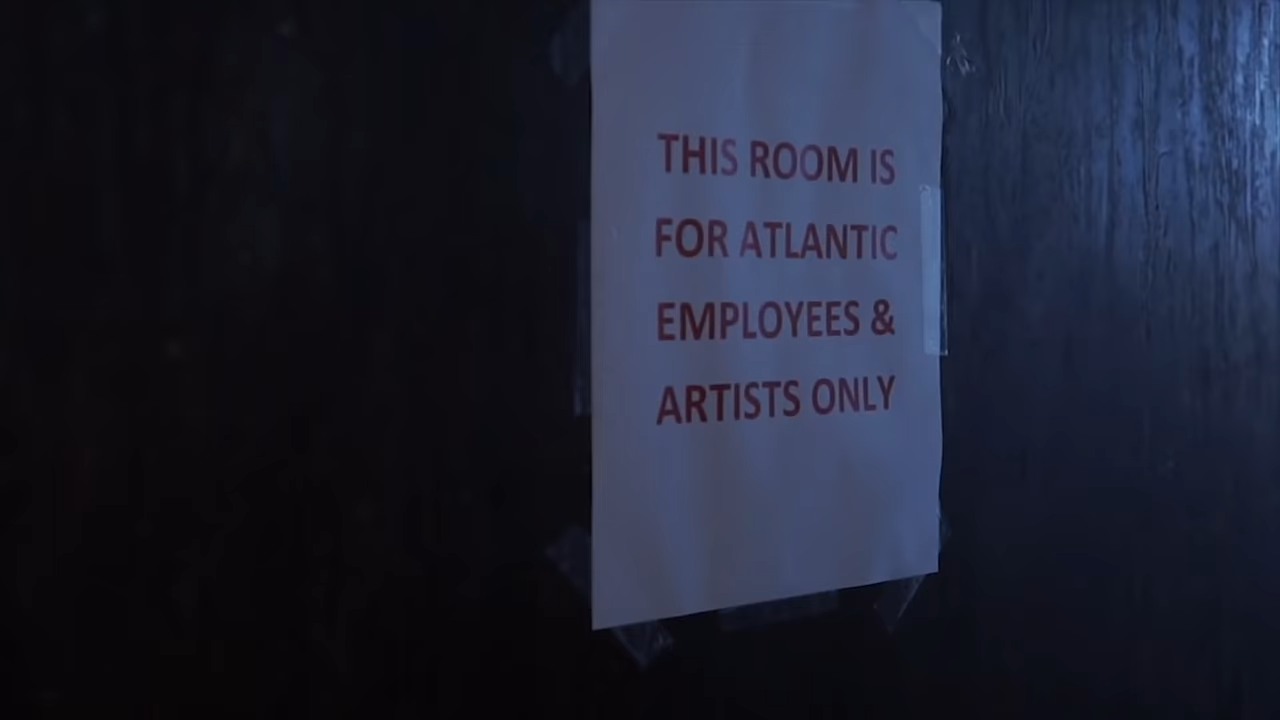 THIS ROOM IS
FOR ATLANTIC
EMPLOYEES &
ARTISTS ONLY